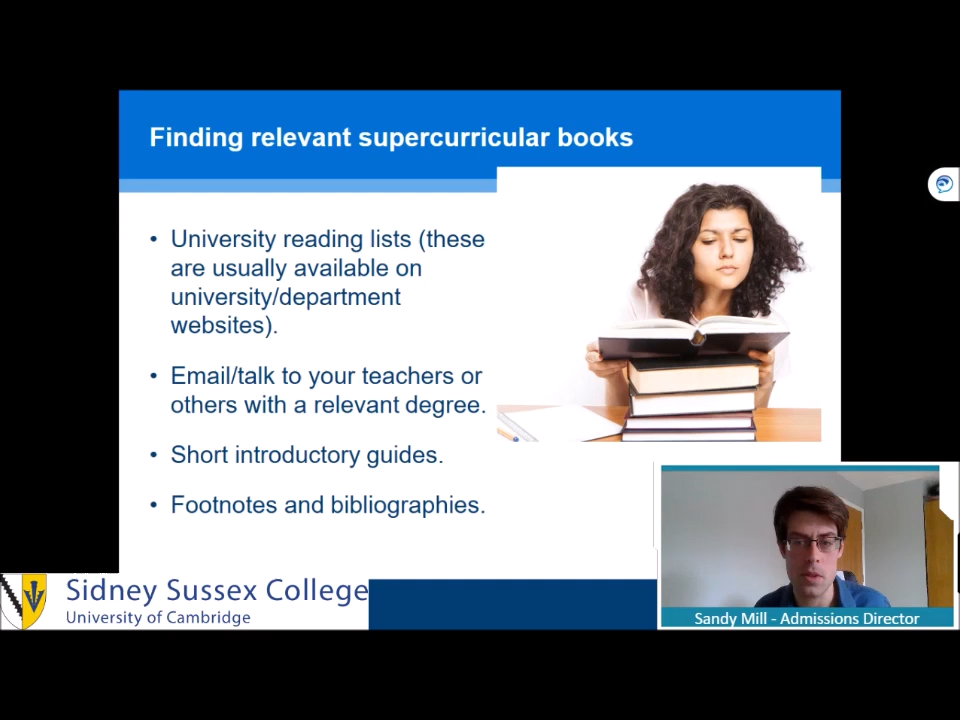 Finding relevant supercurricular books
• University reading lists (these
are usually available on
university/department
websites).
• Email/talk to your teachers or
others with a relevant degree.
• Short introductory guides.
• Footnotes and bibliographies.
Sidney Sussex College
University of Cambridge
Sandy Mill - Admissions Director